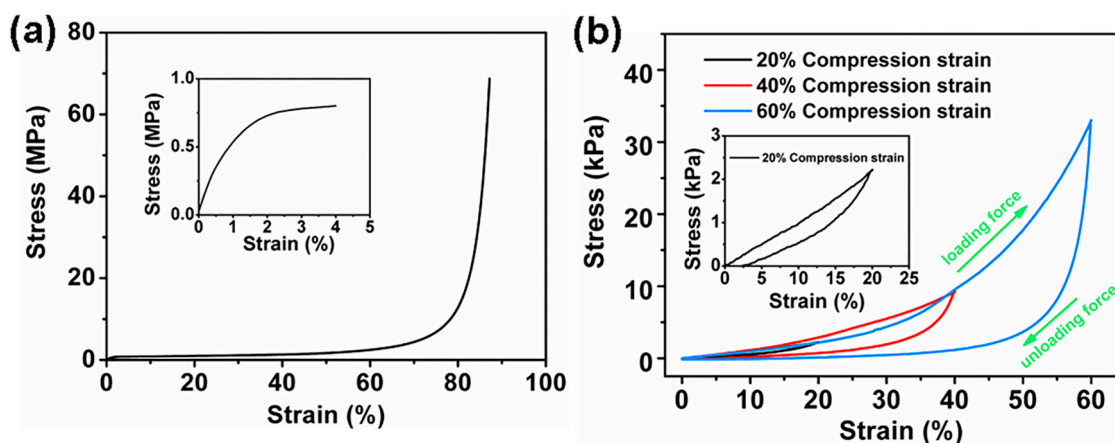 (a)
80
60
40
20
0
Stress (MPa)
0 20 40 60 80 100
Strain (%)
1.0
0.5
0.0
Stress (MPa)
0 1 2 3 4 5
Strain (%)
(b)
40
30
20
10
0
Stress (kPa)
20% Compression strain
40% Compression strain
60% Compression strain
3
2
1
0
Stress (kPa)
20% Compression strain
0 5 10 15 20 25
Strain (%)
loading force
unloading force
0 10 20 30 40 50 60
Strain (%)